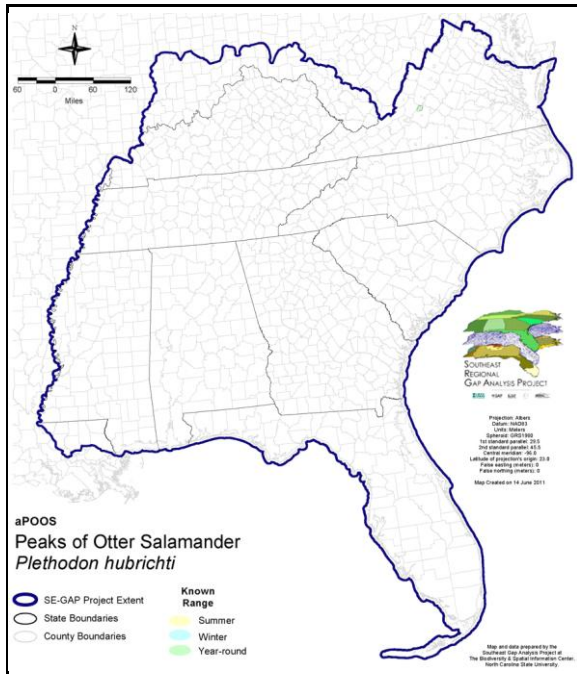 N
60 0 60 120
Miles
SOUTHEAST
REGIONAL
GAP ANALYSIS PROJECT
Projection: Albers
Datum: NAD83
Units: Meters
Spheroid: GRS1980
1st standard parallel: 29.5
2nd standard parallel: 45.5
Central meridian: -96.0
Latitude of projection's origin: 23.0
False easting (meters): 0
False northing (meters): 0
Map Created on 14 June 2011
aPOOS
Peaks of Otter Salamander
Plethodon hubrichti
SE-GAP Project Extent
State Boundaries
County Boundaries
Known
Range
Summer
Winter
Year-round
Map and data prepared by the
Southeast Gap Analysis Project at
The Biodiversity & Spatial Information Center,
North Carolina State University.